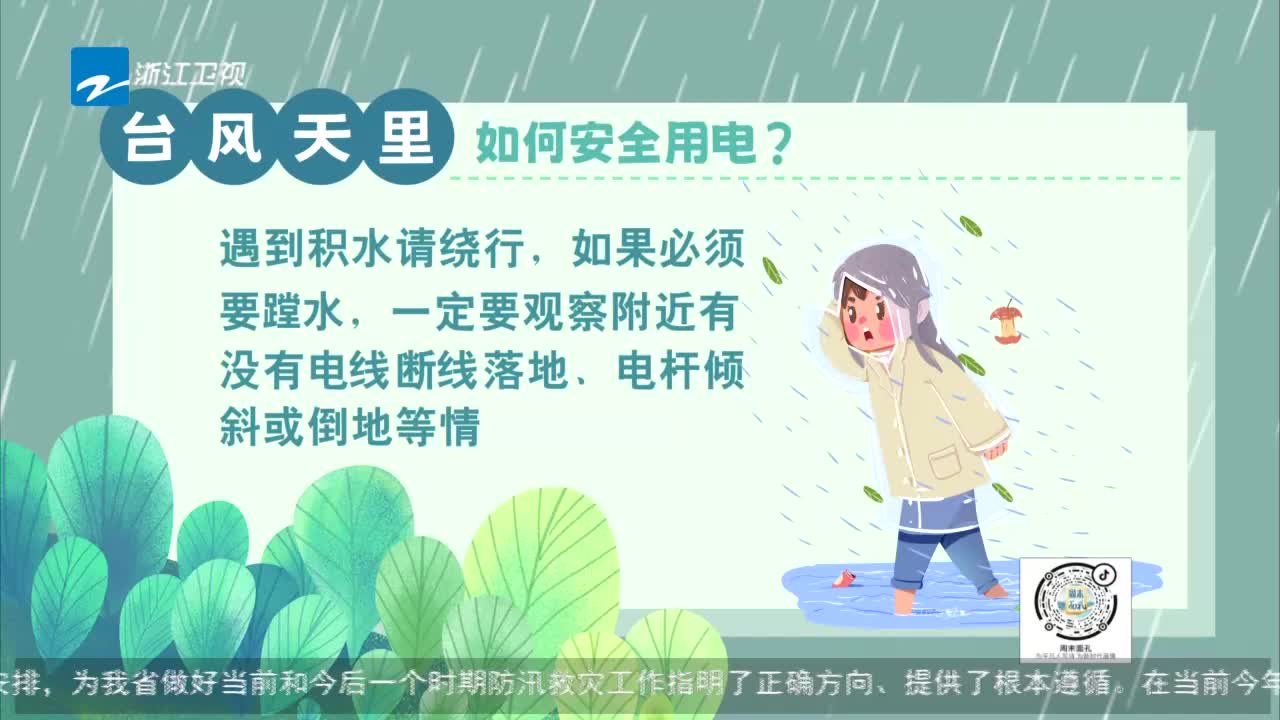 浙江卫视
台风天里 如何安全用电？
遇到积水请绕行，如果必须
要蹚水，一定要观察附近有
没有电线断线落地、电杆倾
斜或倒地等情
周末面孔
安排，为我省做好当前和今后一个时期防汛救灾工作指明了正确方向、提供了根本遵循。在当前今年